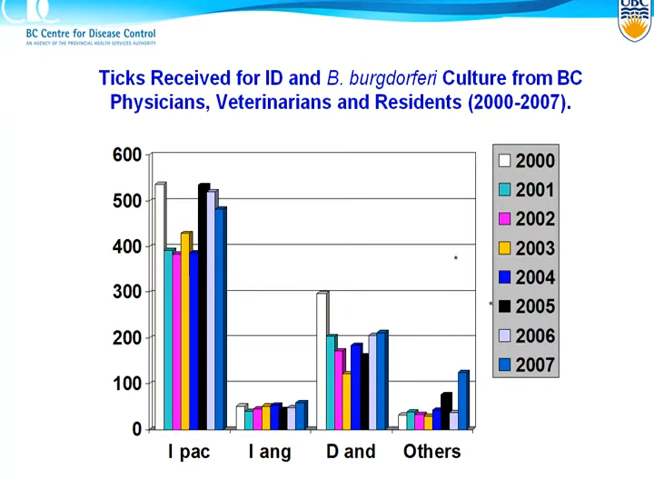 BC Centre for Disease Control
AN AGENCY OF THE PROVINCIAL HEALTH SERVICES AUTHORITY
UBC
Ticks Received for ID and B. burgdorferi Culture from BC
Physicians, Veterinarians and Residents (2000-2007).
600
500
400
300
200
100
0
I pac
I ang
D and
Others
2000
2001
2002
2003
2004
2005
2006
2007
*
*